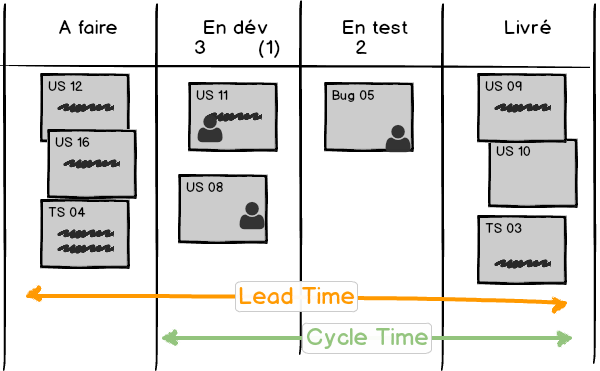 A faire
En dév
En test
Livré
3
(1)
2
US 12
US 16
TS 04
US 11
US 08
Bug 05
US 09
US 10
TS 03
Lead Time
Cycle Time